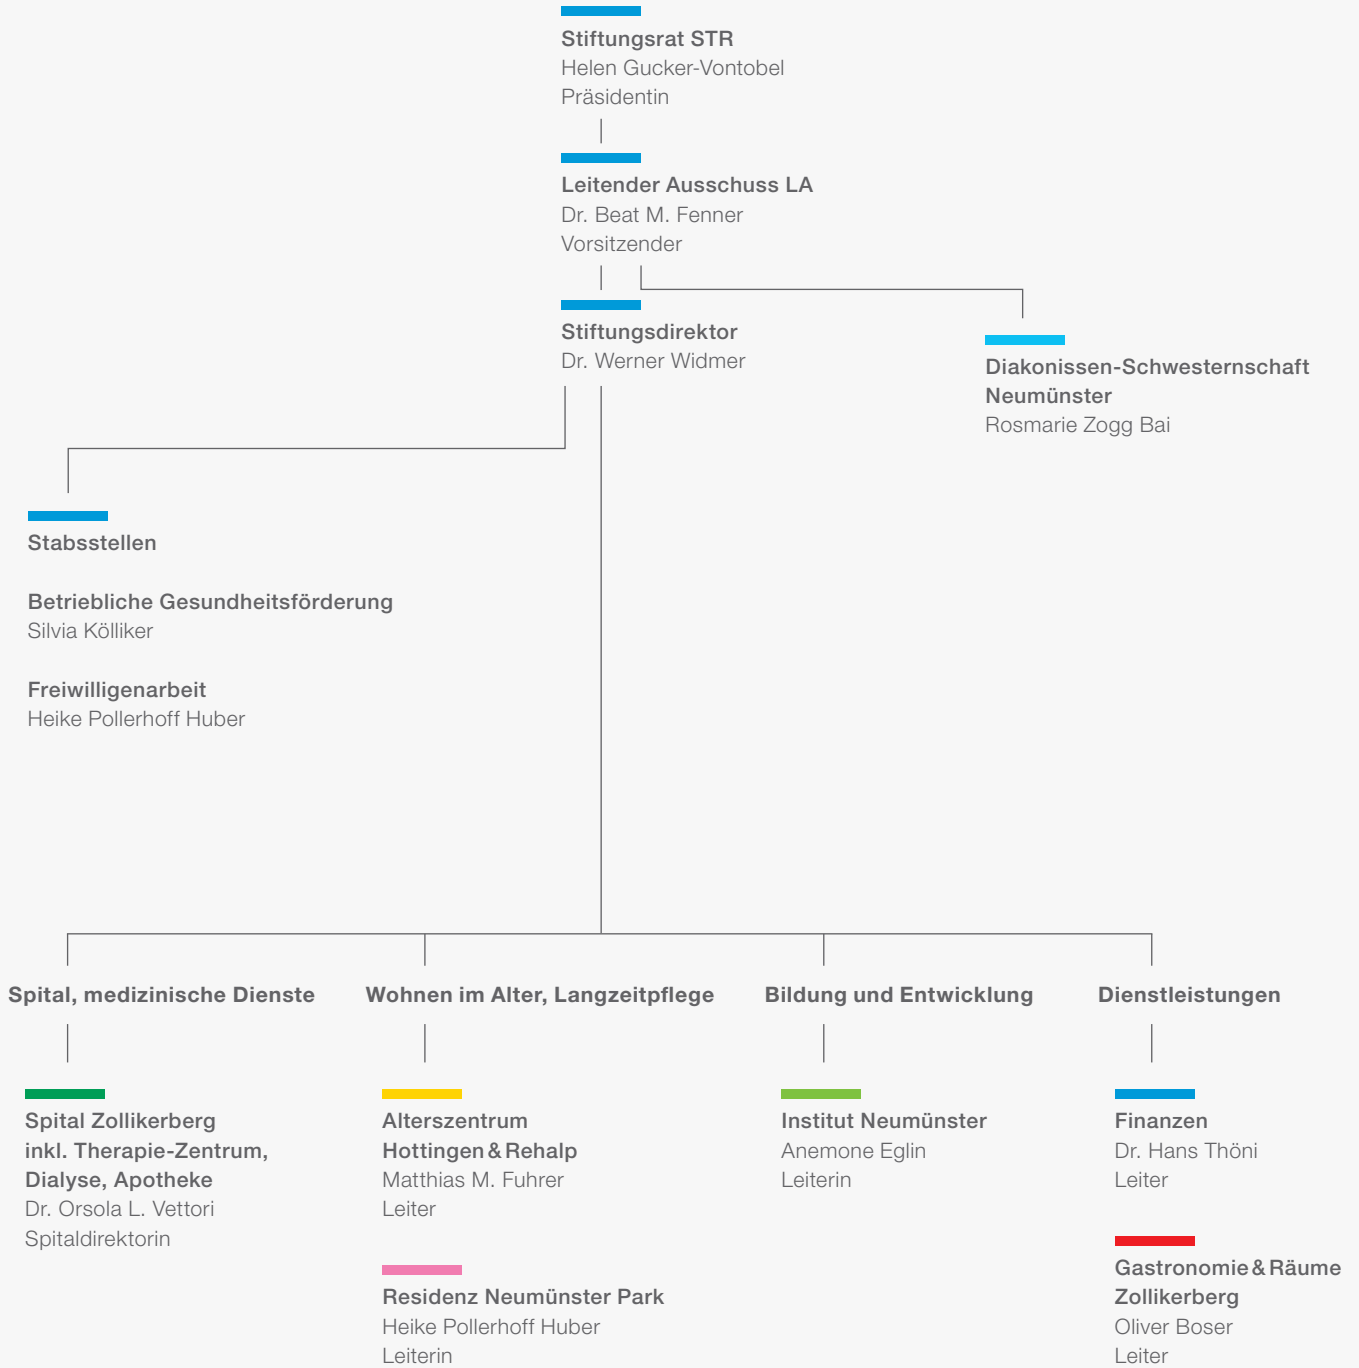 Stiftungsrat STR
Helen Gucker-Vontobel
Präsidentin
Leitender Ausschuss LA
Dr. Beat M. Fenner
Vorsitzender
Stiftungsdirektor
Dr. Werner Widmer
Diakonissen-Schwesternschaft
Neumünster
Rosmarie Zogg Bai
Stabsstellen
Betriebliche Gesundheitsförderung
Silvia Kölliker
Freiwilligenarbeit
Heike Pollerhoff Huber
Spital, medizinische Dienste
Wohnen im Alter, Langzeitpflege
Bildung und Entwicklung
Dienstleistungen
Spital Zollikerberg
inkl. Therapie-Zentrum,
Dialyse, Apotheke
Dr. Orsola L. Vettori
Spitaldirektorin
Alterszentrum
Hottingen & Rehalp
Matthias M. Fuhrer
Leiter
Residenz Neumünster Park
Heike Pollerhoff Huber
Leiterin
Institut Neumünster
Anemone Eglin
Leiterin
Finanzen
Dr. Hans Thöni
Leiter
Gastronomie & Räume
Zollikerberg
Oliver Boser
Leiter